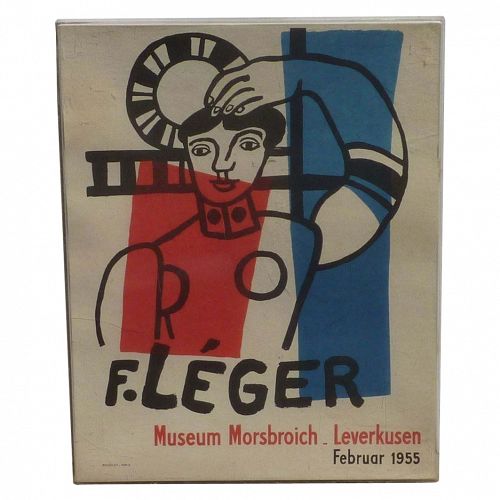 F. LÉGER
Museum Morsbroich _ Leverkusen
Februar 1955